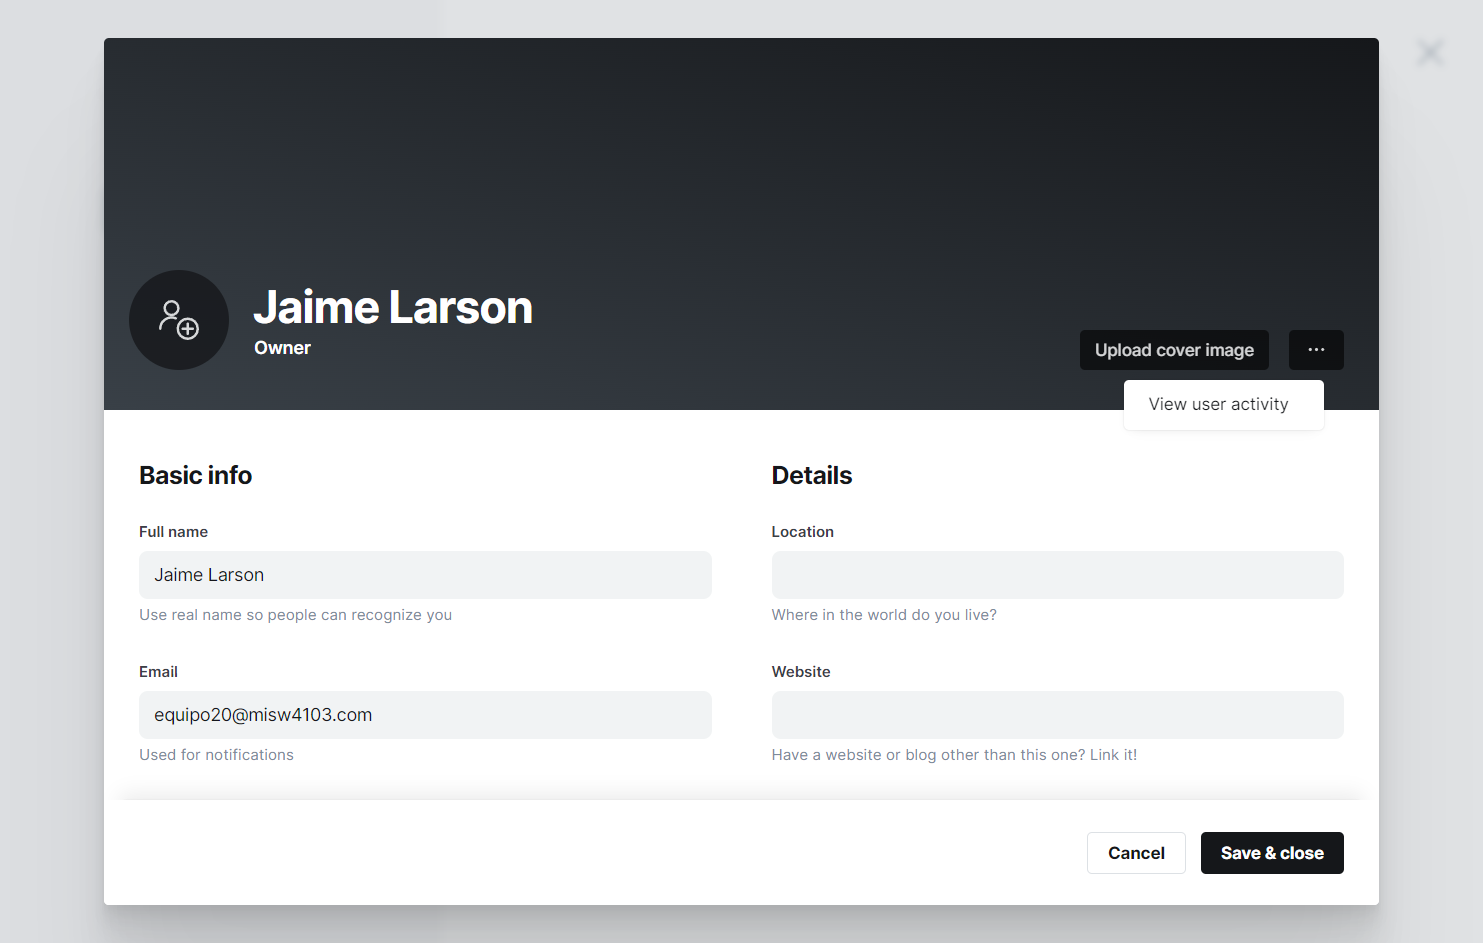 Jaime Larson
Owner
Upload cover image
···
View user activity
Basic info
Full name
Jaime Larson
Use real name so people can recognize you
Email
equipo20@misw4103.com
Used for notifications
Details
Location
Where in the world do you live?
Website
Have a website or blog other than this one? Link it!
Cancel
Save & close